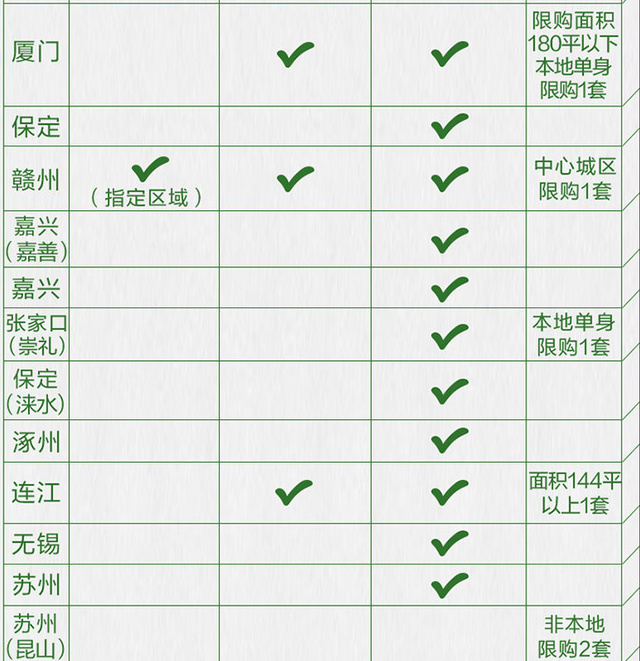 厦门
限购面积
180平以下
本地单身
限购1套
保定
赣州
（指定区域）
中心城区
限购1套
嘉兴
（嘉善）
嘉兴
张家口
（崇礼）
本地单身
限购1套
保定
（涞水）
涿州
连江
面积144平
以上1套
无锡
苏州
苏州
（昆山）
非本地
限购2套